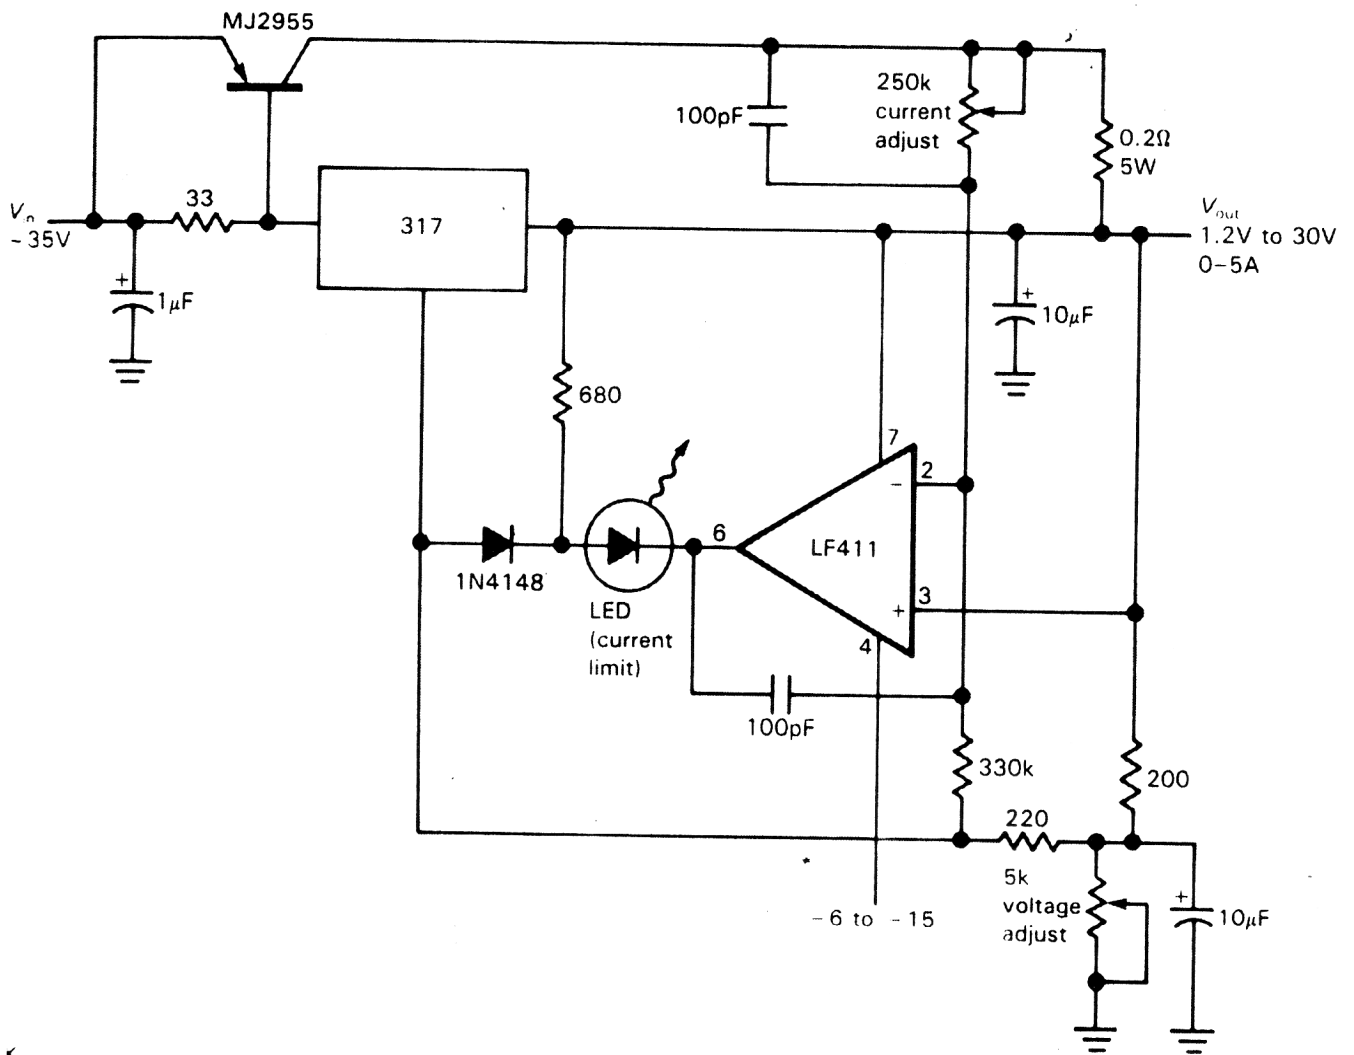 MJ2955
250k
current
adjust
100pF
0.2Ω
5W
33
317
V in
~35V
V out
1.2V to 30V
0–5A
+
1μF
+
10μF
680
7
2
−
6
LF411
1N4148
LED
(current
limit)
+
3
4
100pF
330k
200
220
5k
voltage
adjust
+
10μF
−6 to −15